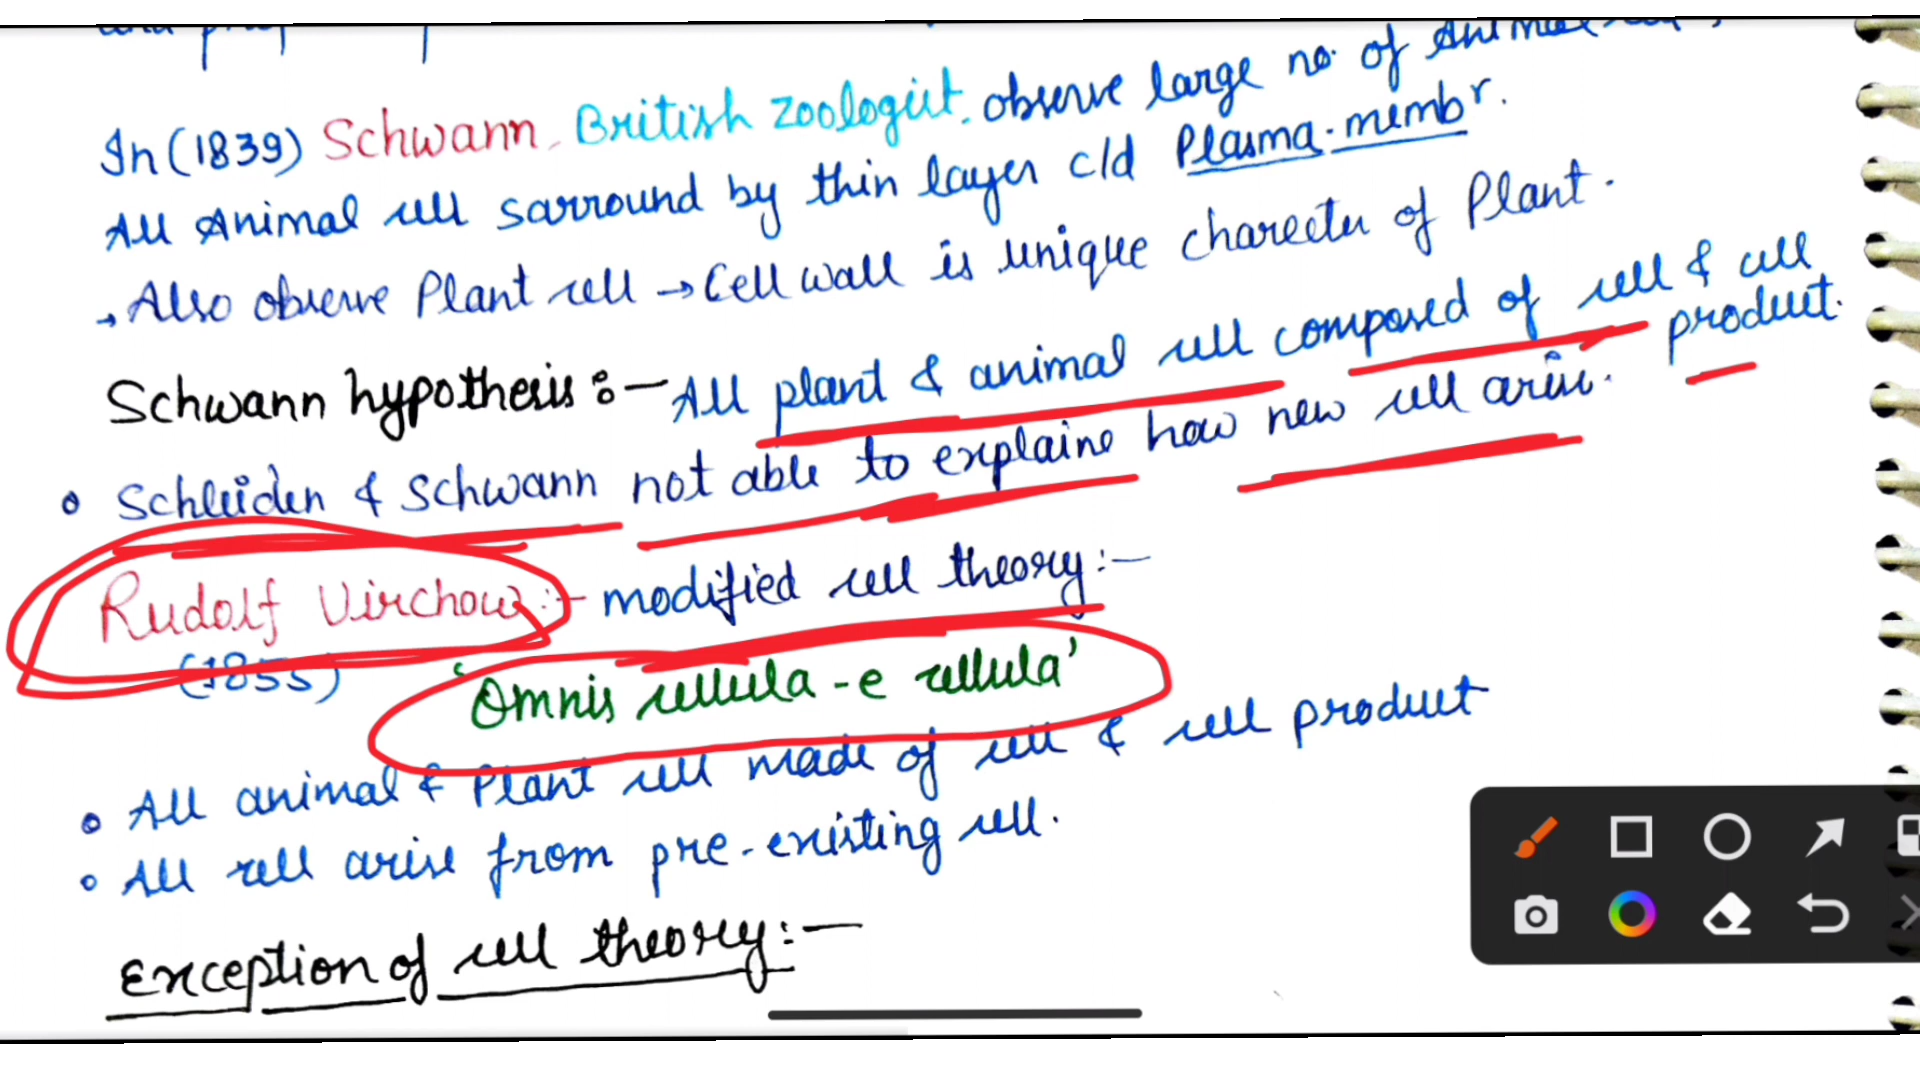 In (1839) Schwann, British zoologist. observe large no. of Animal
All Animal cell sarround by thin layer c/d Plasma-membr.
→ Also observe Plant cell → Cell wall is unique charecter of Plant.
Schwann hypothesis :- All plant & animal cell composed of cell & cell product.
• Schleiden & Schwann not able to explaine how new cell arise.
Rudolf Virchow :- modified cell theory :-
(1855) 'Omnis cellula - e cellula'
• All animal & Plant cell made of cell & cell product
• All cell arise from pre-existing cell.
Exception of cell theory :-